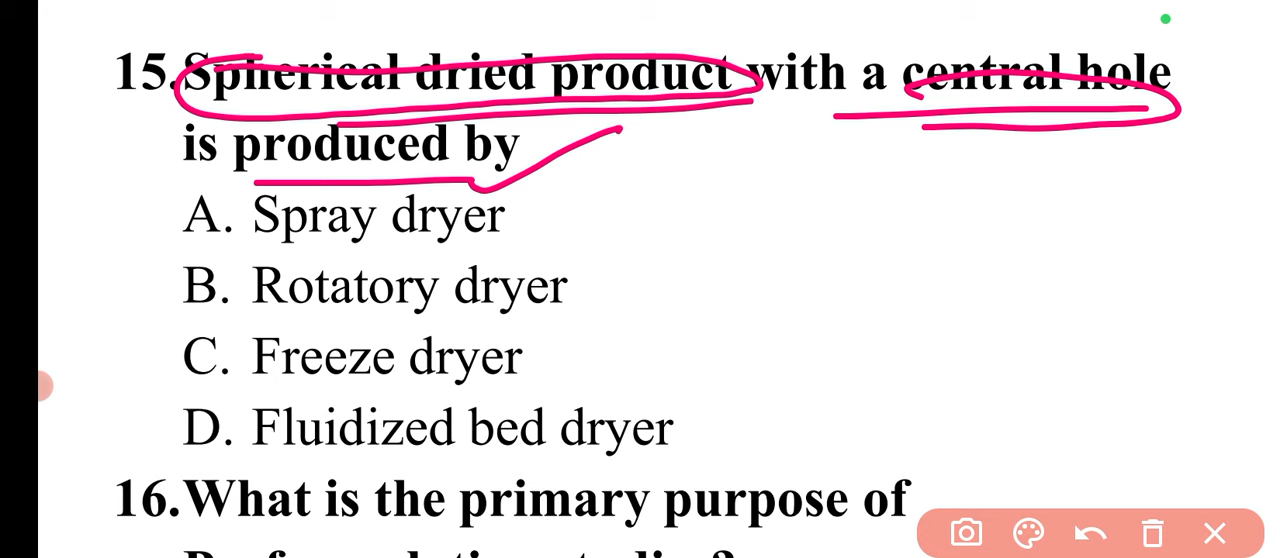 15.Spherical dried product with a central hole
is produced by
A. Spray dryer
B. Rotatory dryer
C. Freeze dryer
D. Fluidized bed dryer
16.What is the primary purpose of